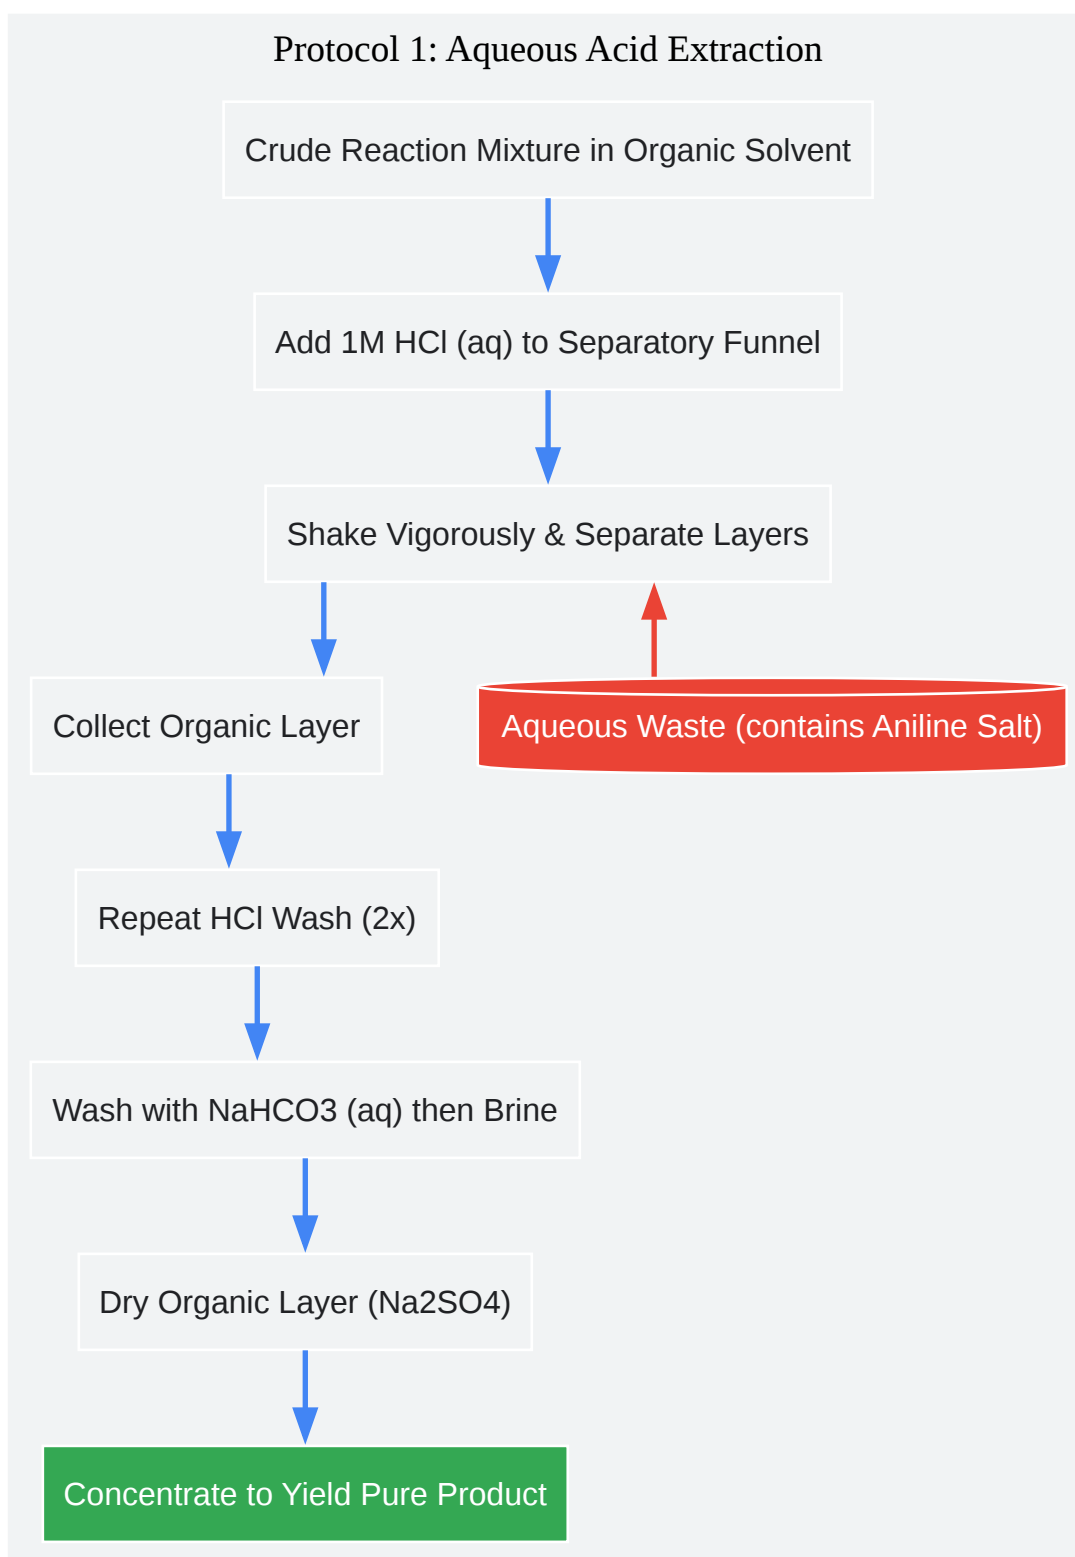 Protocol 1: Aqueous Acid Extraction
Crude Reaction Mixture in Organic Solvent
Add 1M HCl (aq) to Separatory Funnel
Shake Vigorously & Separate Layers
Collect Organic Layer
Aqueous Waste (contains Aniline Salt)
Repeat HCl Wash (2x)
Wash with NaHCO3 (aq) then Brine
Dry Organic Layer (Na2SO4)
Concentrate to Yield Pure Product